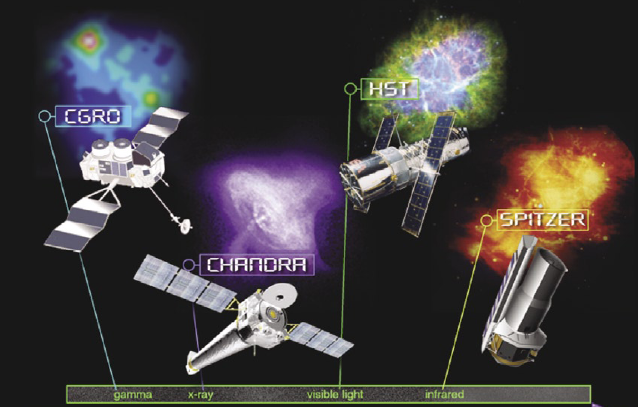 CGRO
HST
SPITZER
CHANDRA
gamma x-ray visible light infrared